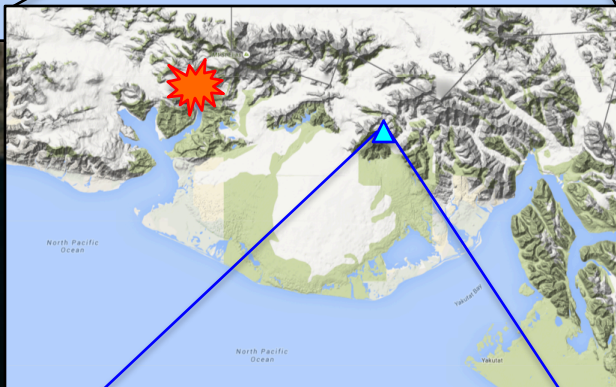 North Pacific
Ocean
Yakutat Bay
North Pacific
Ocean
Yakutat